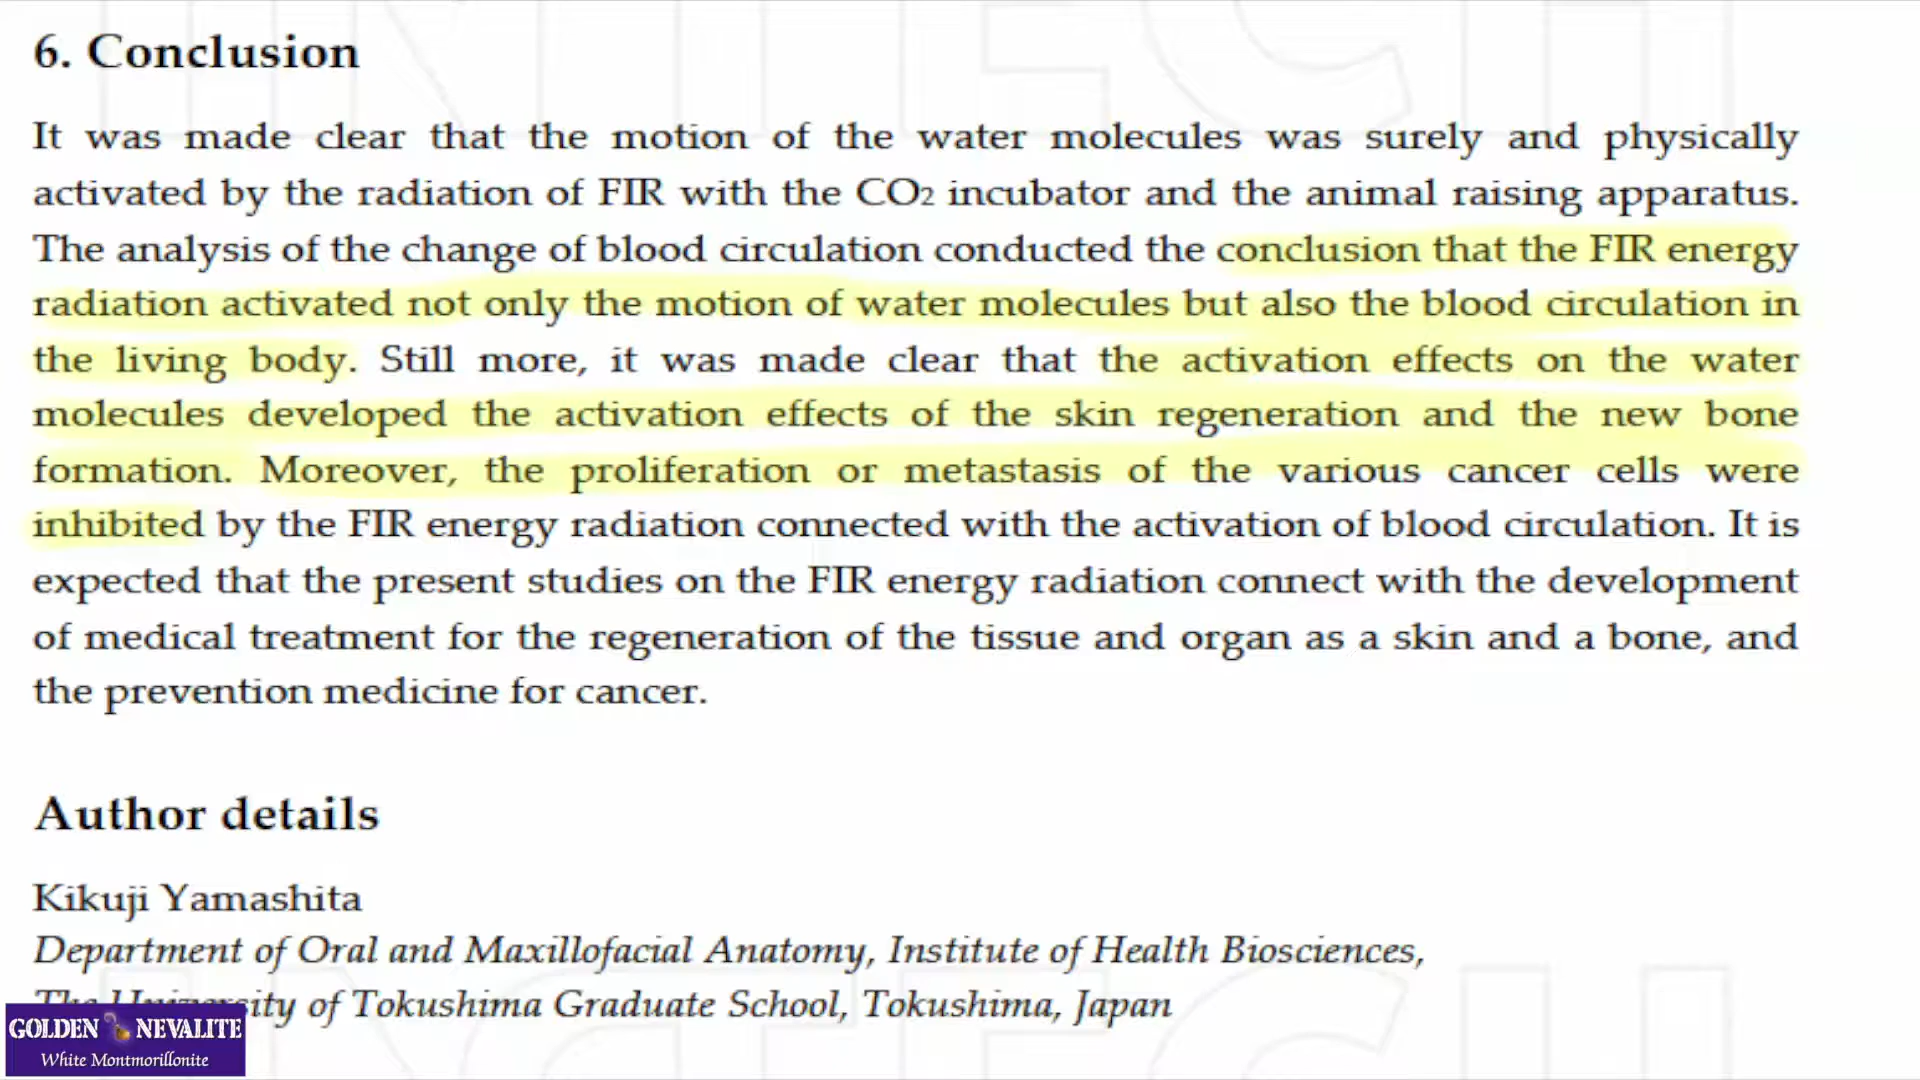 6. Conclusion
It was made clear that the motion of the water molecules was surely and physically
activated by the radiation of FIR with the CO2 incubator and the animal raising apparatus.
The analysis of the change of blood circulation conducted the conclusion that the FIR energy
radiation activated not only the motion of water molecules but also the blood circulation in
the living body. Still more, it was made clear that the activation effects on the water
molecules developed the activation effects of the skin regeneration and the new bone
formation. Moreover, the proliferation or metastasis of the various cancer cells were
inhibited by the FIR energy radiation connected with the activation of blood circulation. It is
expected that the present studies on the FIR energy radiation connect with the development
of medical treatment for the regeneration of the tissue and organ as a skin and a bone, and
the prevention medicine for cancer.
Author details
Kikuji Yamashita
Department of Oral and Maxillofacial Anatomy, Institute of Health Biosciences,
The University of Tokushima Graduate School, Tokushima, Japan
GOLDEN NEVALITE
White Montmorillonite